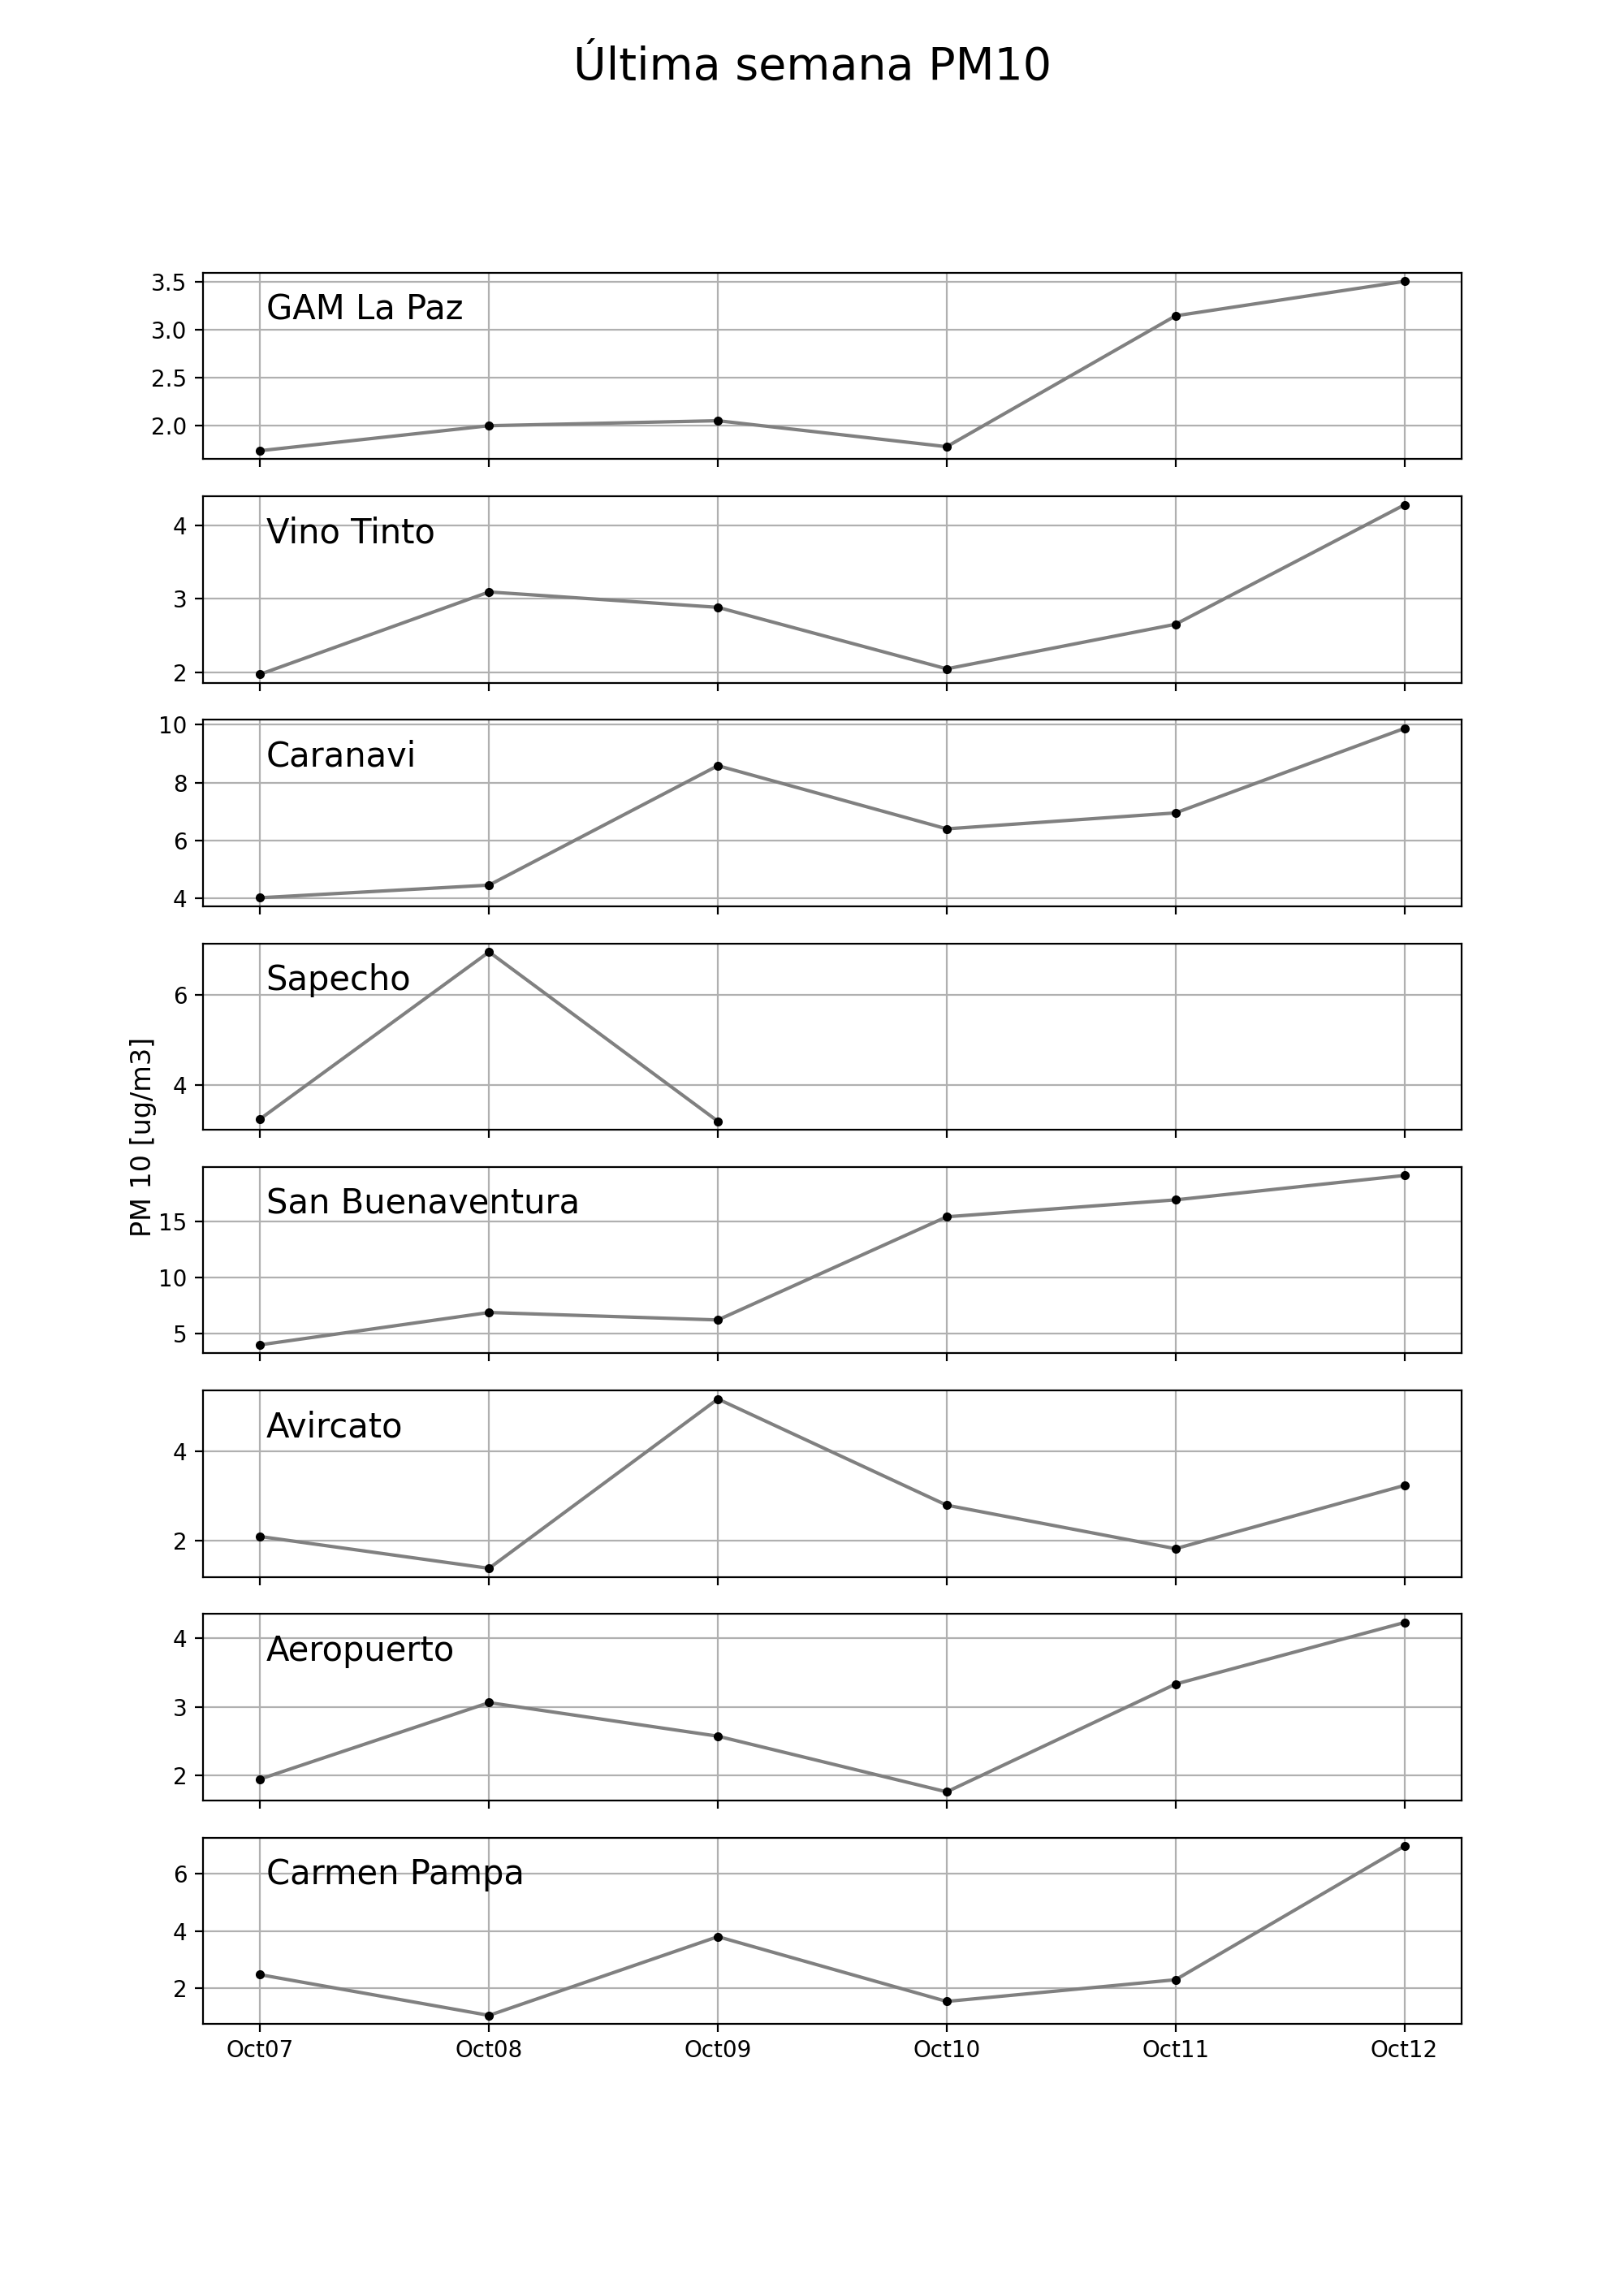 Última semana PM10
GAM La Paz
3.5
3.0
2.5
2.0
Vino Tinto
4
3
2
Caranavi
10
8
6
4
Sapecho
6
4
PM 10 [ug/m3]
San Buenaventura
15
10
5
Avircato
4
2
Aeropuerto
4
3
2
Carmen Pampa
6
4
2
Oct07 Oct08 Oct09 Oct10 Oct11 Oct12